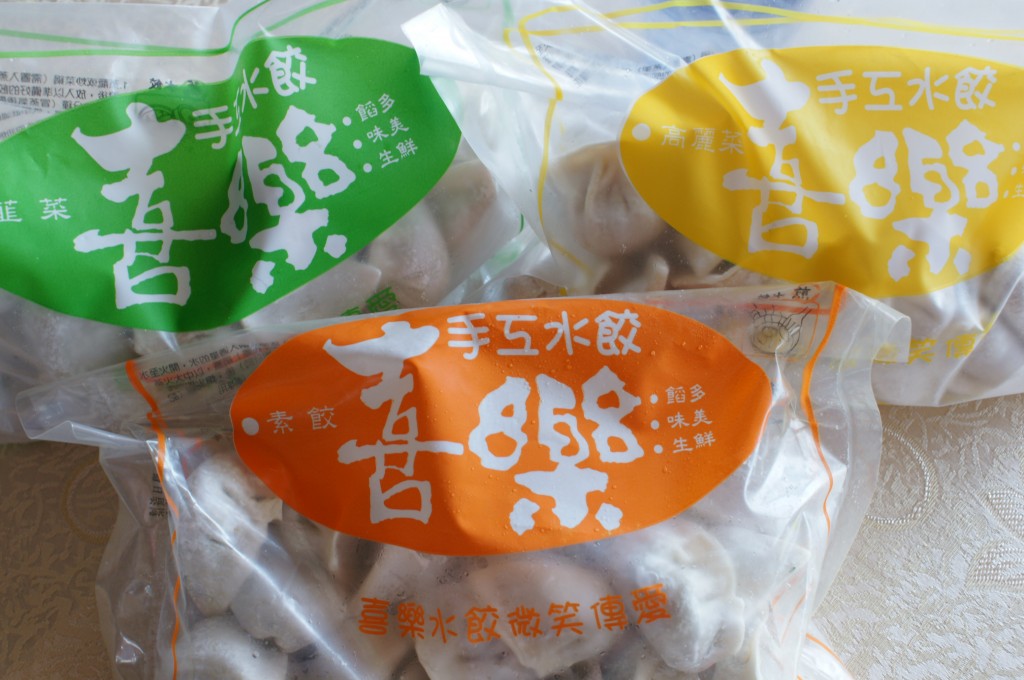 手工水餃
喜樂
餡多
味美
生鮮
韮菜
手工水餃
喜樂
高麗菜
手工水餃
喜樂
素餃
餡多
味美
生鮮
喜樂水餃微笑傳愛